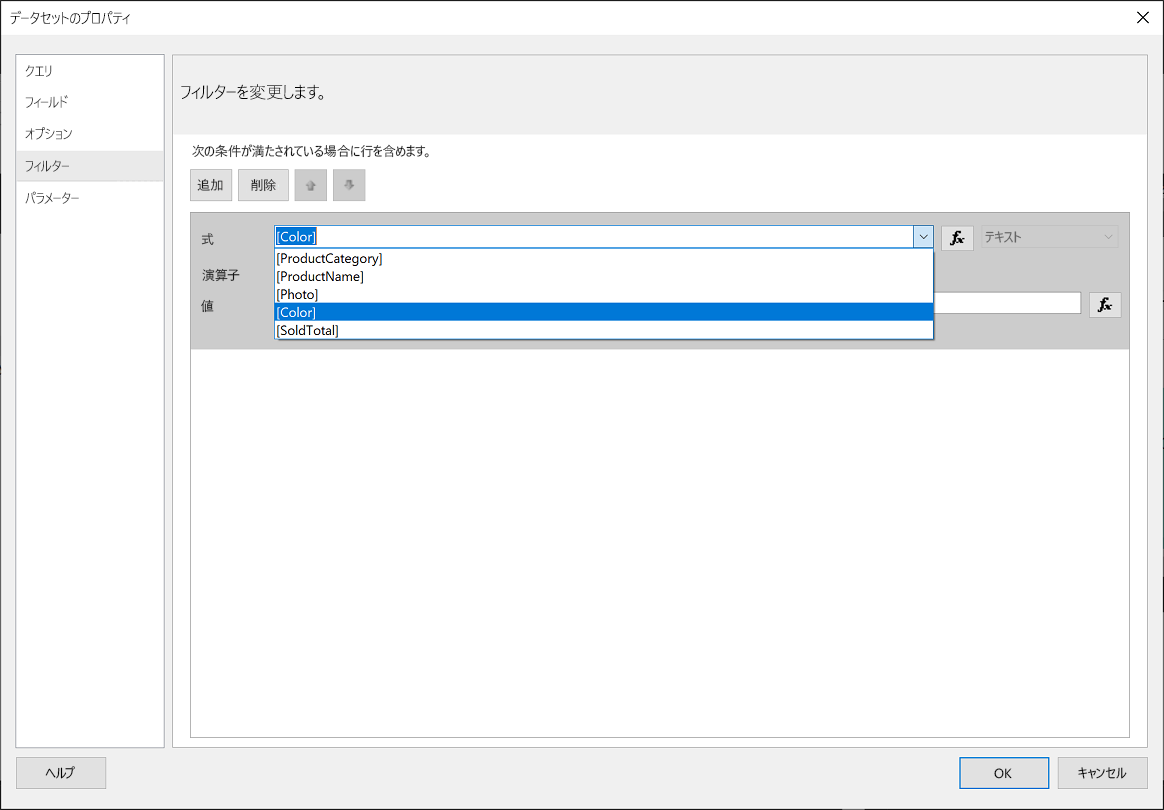 データセットのプロパティ
クエリ
フィールド
オプション
フィルター
パラメーター
フィルターを変更します。
次の条件が満たされている場合に行を含めます。
追加 削除
式 [Color] fx テキスト
[ProductCategory]
演算子 [ProductName]
[Photo]
値 [Color] fx
[SoldTotal]
ヘルプ OK キャンセル